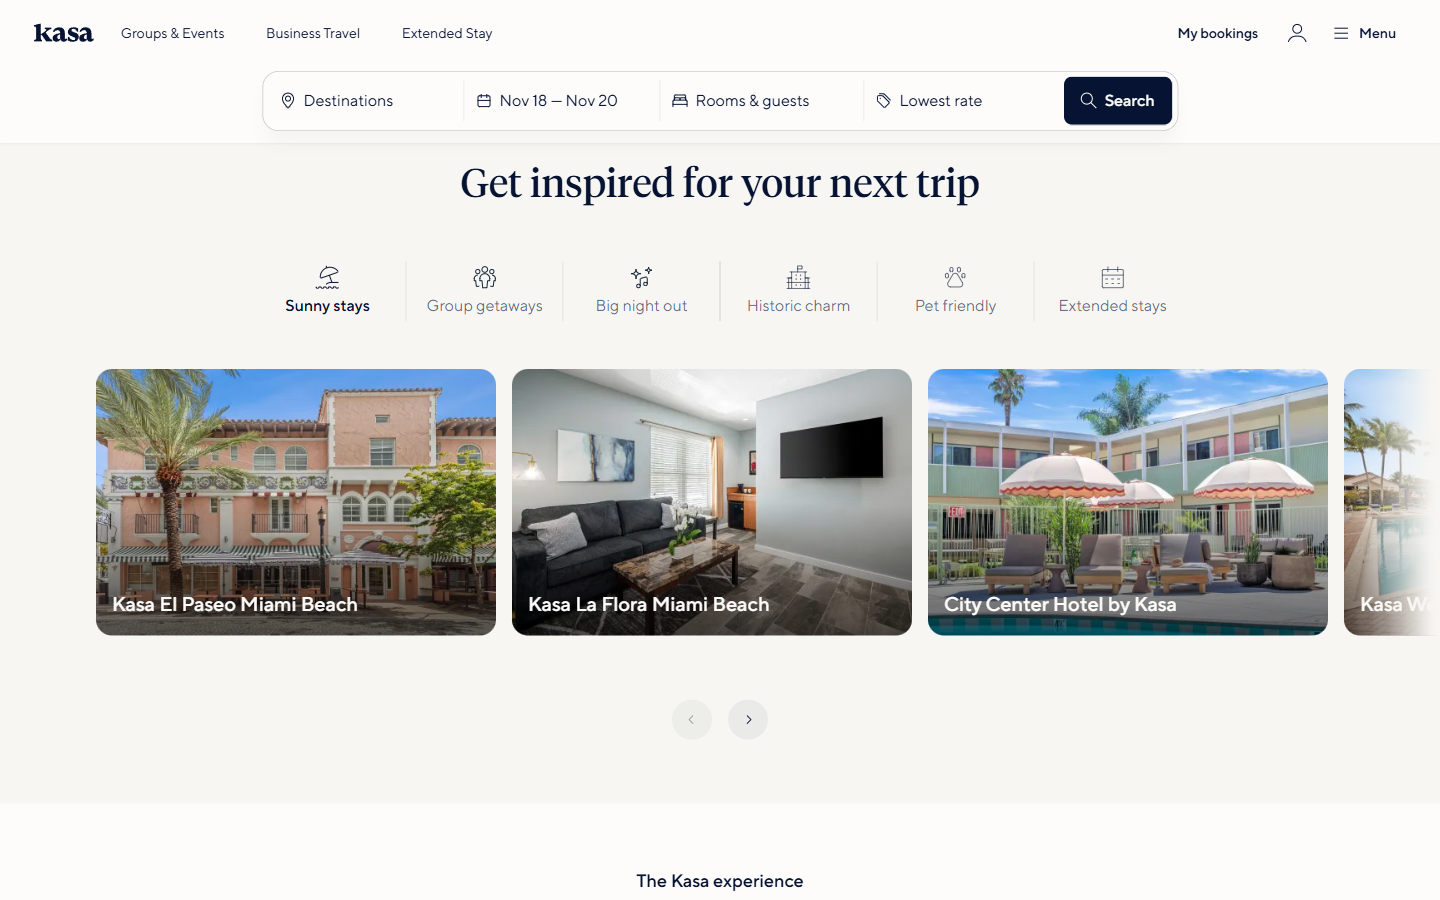 kasa
Groups & Events
Business Travel
Extended Stay
My bookings
Menu
Destinations
Nov 18 — Nov 20
Rooms & guests
Lowest rate
Search
Get inspired for your next trip
Sunny stays
Group getaways
Big night out
Historic charm
Pet friendly
Extended stays
Kasa El Paseo Miami Beach
Kasa La Flora Miami Beach
City Center Hotel by Kasa
Kasa
The Kasa experience